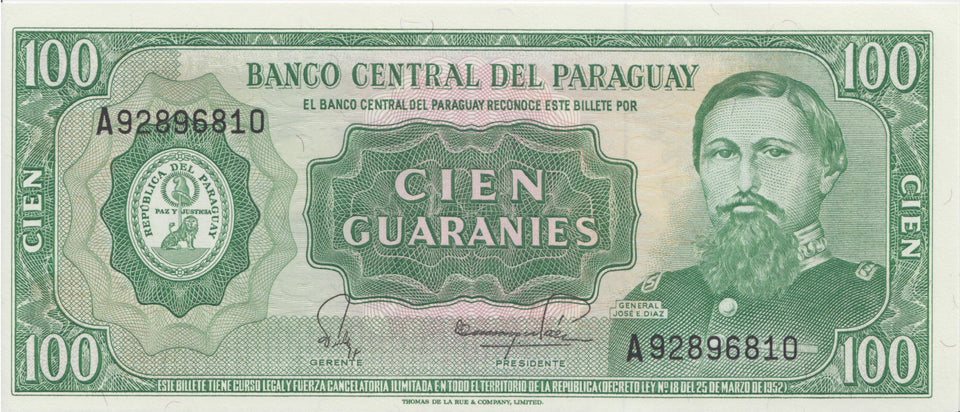 100
100
BANCO CENTRAL DEL PARAGUAY
EL BANCO CENTRAL DEL PARAGUAY RECONOCE ESTE BILLETE POR
A92896810
REPÚBLICA DEL PARAGUAY
PAZ Y JUSTICIA
CIEN
CIEN
GUARANIES
CIEN
GENERAL
JOSE E. DIAZ
GERENTE
PRESIDENTE
A92896810
100
100
ESTE BILLETE TIENE CURSO LEGAL Y FUERZA CANCELATORIA ILIMITADA EN TODO EL TERRITORIO DE LA REPUBLICA (DECRETO LEY Nº 18 DEL 25 DE MARZO DE 1952)
THOMAS DE LA RUE & COMPANY, LIMITED.